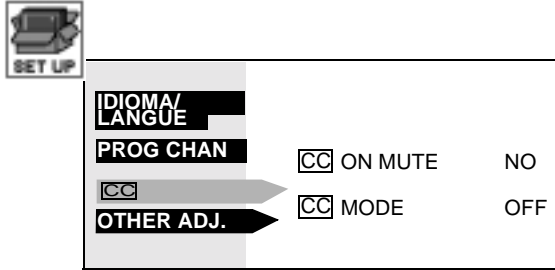 SET UP
IDIOMA/
LANGUE
PROG CHAN
CC ON MUTE NO
CC
CC MODE OFF
OTHER ADJ.